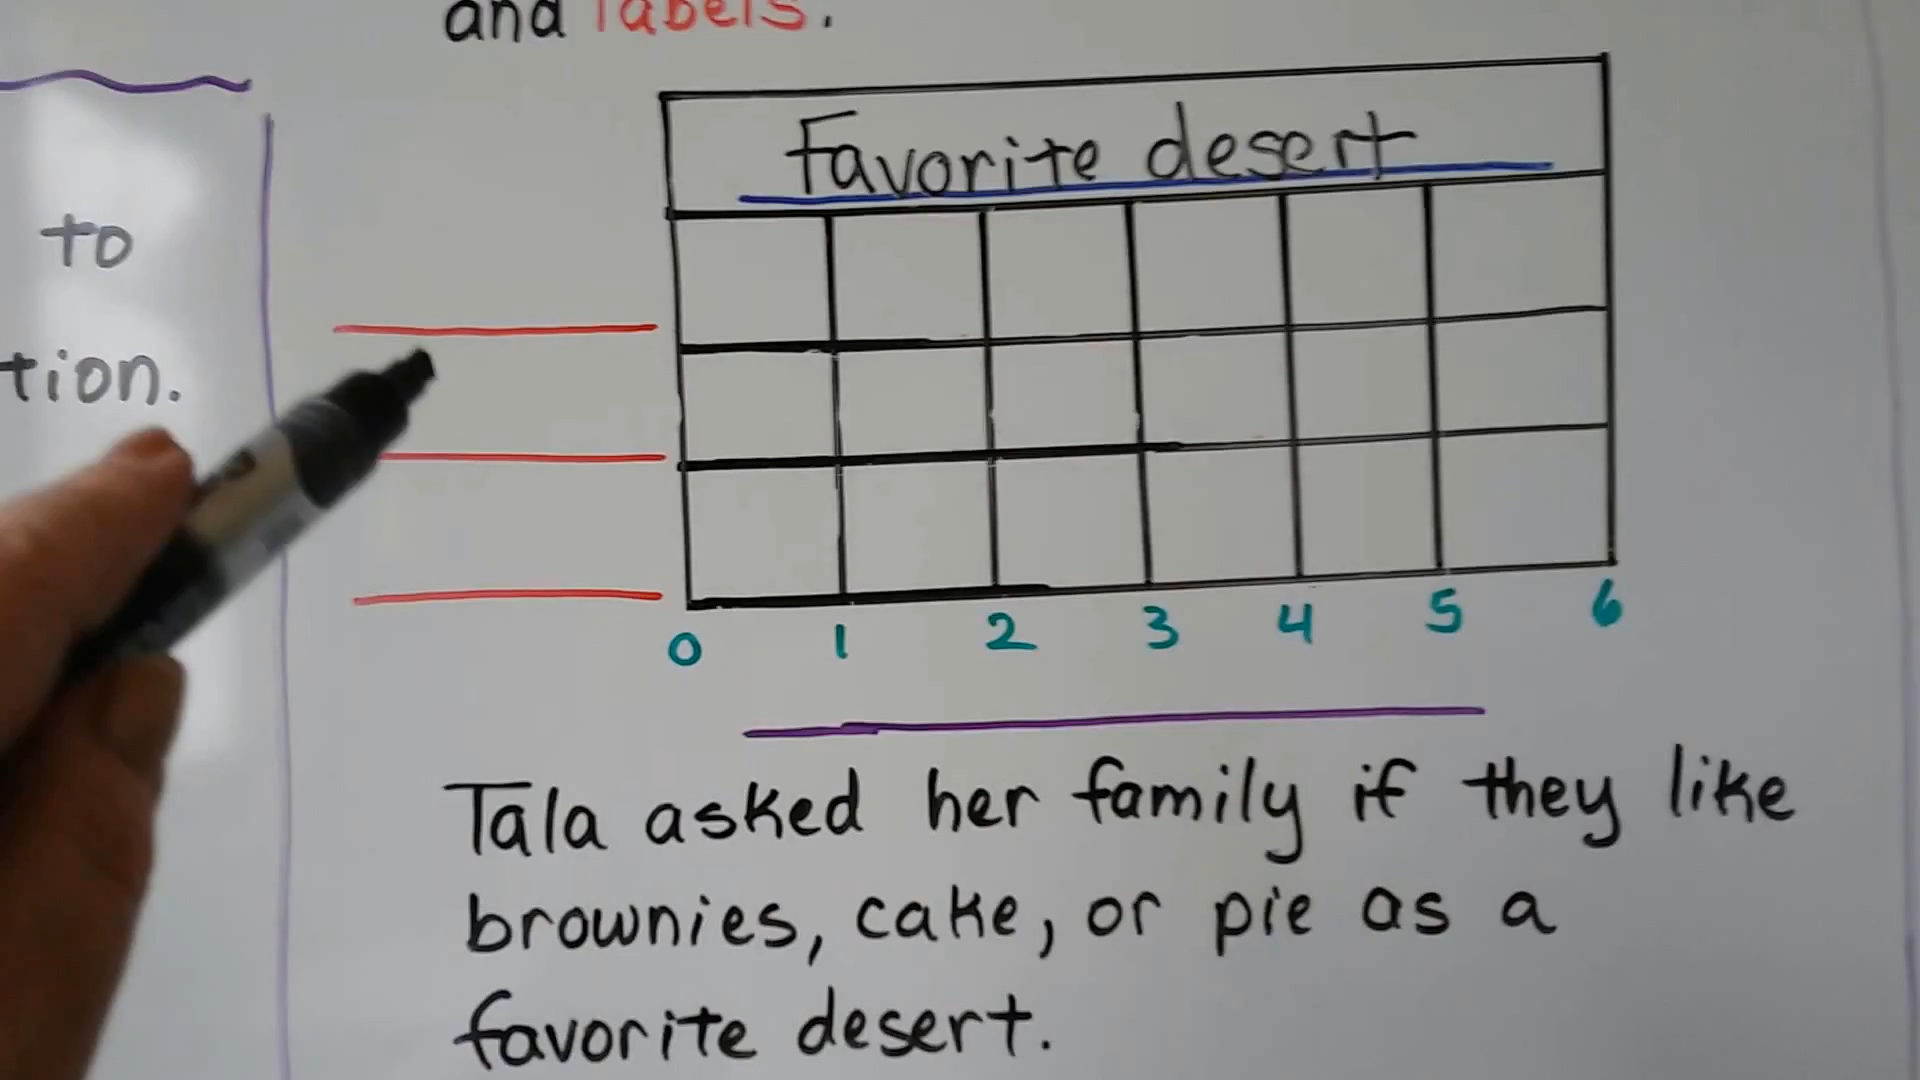 and labels.
to
tion.
Favorite desert
0 1 2 3 4 5 6
Tala asked her family if they like
brownies, cake, or pie as a
favorite desert.